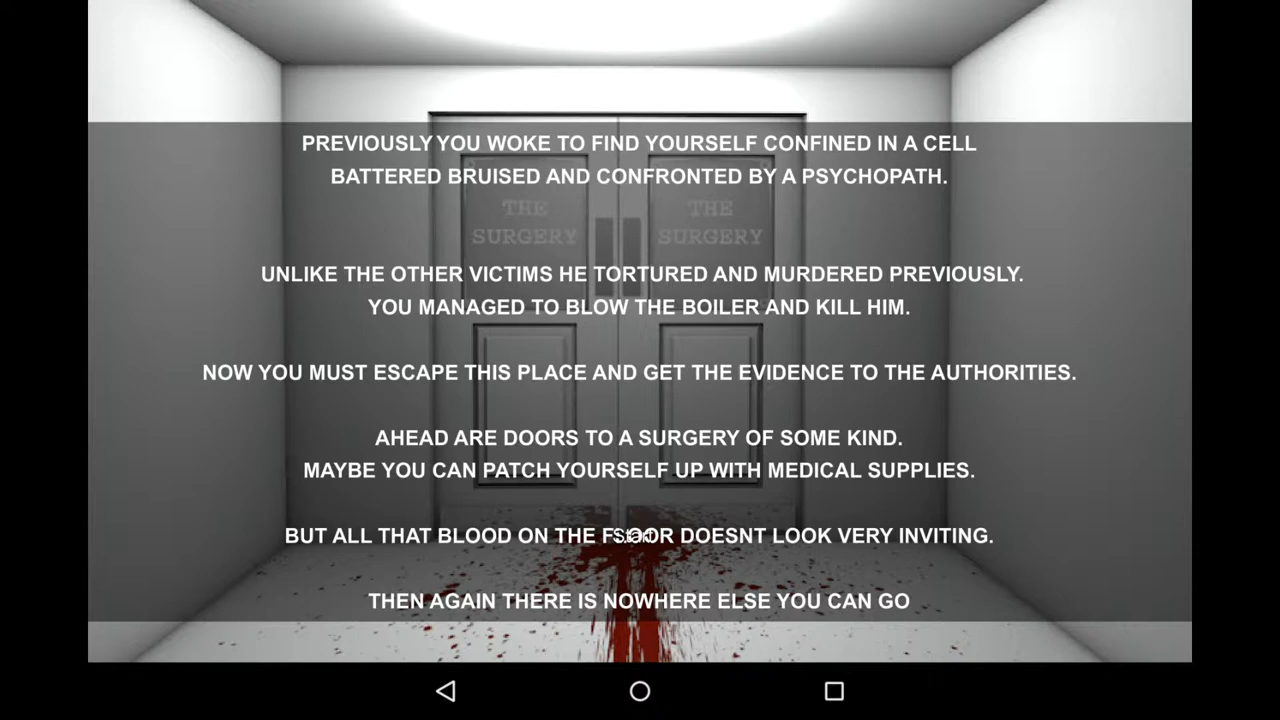 PREVIOUSLY YOU WOKE TO FIND YOURSELF CONFINED IN A CELL
BATTERED BRUISED AND CONFRONTED BY A PSYCHOPATH.
THE THE
SURGERY SURGERY
UNLIKE THE OTHER VICTIMS HE TORTURED AND MURDERED PREVIOUSLY.
YOU MANAGED TO BLOW THE BOILER AND KILL HIM.
NOW YOU MUST ESCAPE THIS PLACE AND GET THE EVIDENCE TO THE AUTHORITIES.
AHEAD ARE DOORS TO A SURGERY OF SOME KIND.
MAYBE YOU CAN PATCH YOURSELF UP WITH MEDICAL SUPPLIES.
BUT ALL THAT BLOOD ON THE FLOOR DOESNT LOOK VERY INVITING.
Start
THEN AGAIN THERE IS NOWHERE ELSE YOU CAN GO